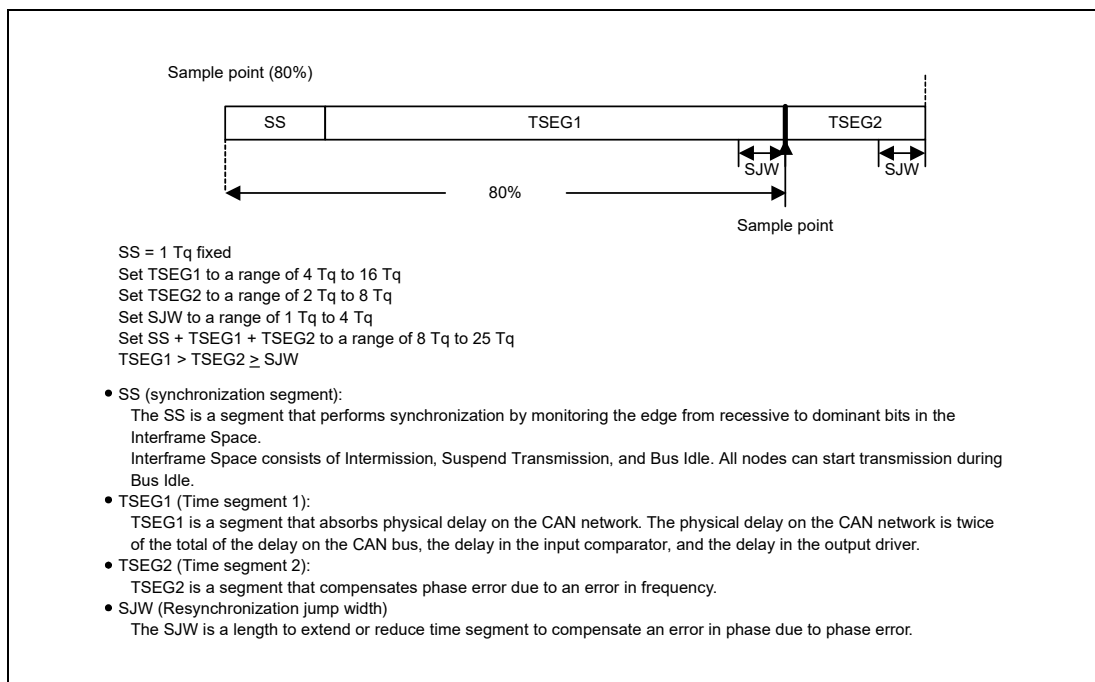 Sample point (80%)
SS
TSEG1
TSEG2
SJW
SJW
80%
Sample point
SS = 1 Tq fixed
Set TSEG1 to a range of 4 Tq to 16 Tq
Set TSEG2 to a range of 2 Tq to 8 Tq
Set SJW to a range of 1 Tq to 4 Tq
Set SS + TSEG1 + TSEG2 to a range of 8 Tq to 25 Tq
TSEG1 > TSEG2 ≥ SJW
• SS (synchronization segment):
The SS is a segment that performs synchronization by monitoring the edge from recessive to dominant bits in the
Interframe Space.
Interframe Space consists of Intermission, Suspend Transmission, and Bus Idle. All nodes can start transmission during
Bus Idle.
• TSEG1 (Time segment 1):
TSEG1 is a segment that absorbs physical delay on the CAN network. The physical delay on the CAN network is twice
of the total of the delay on the CAN bus, the delay in the input comparator, and the delay in the output driver.
• TSEG2 (Time segment 2):
TSEG2 is a segment that compensates phase error due to an error in frequency.
• SJW (Resynchronization jump width)
The SJW is a length to extend or reduce time segment to compensate an error in phase due to phase error.